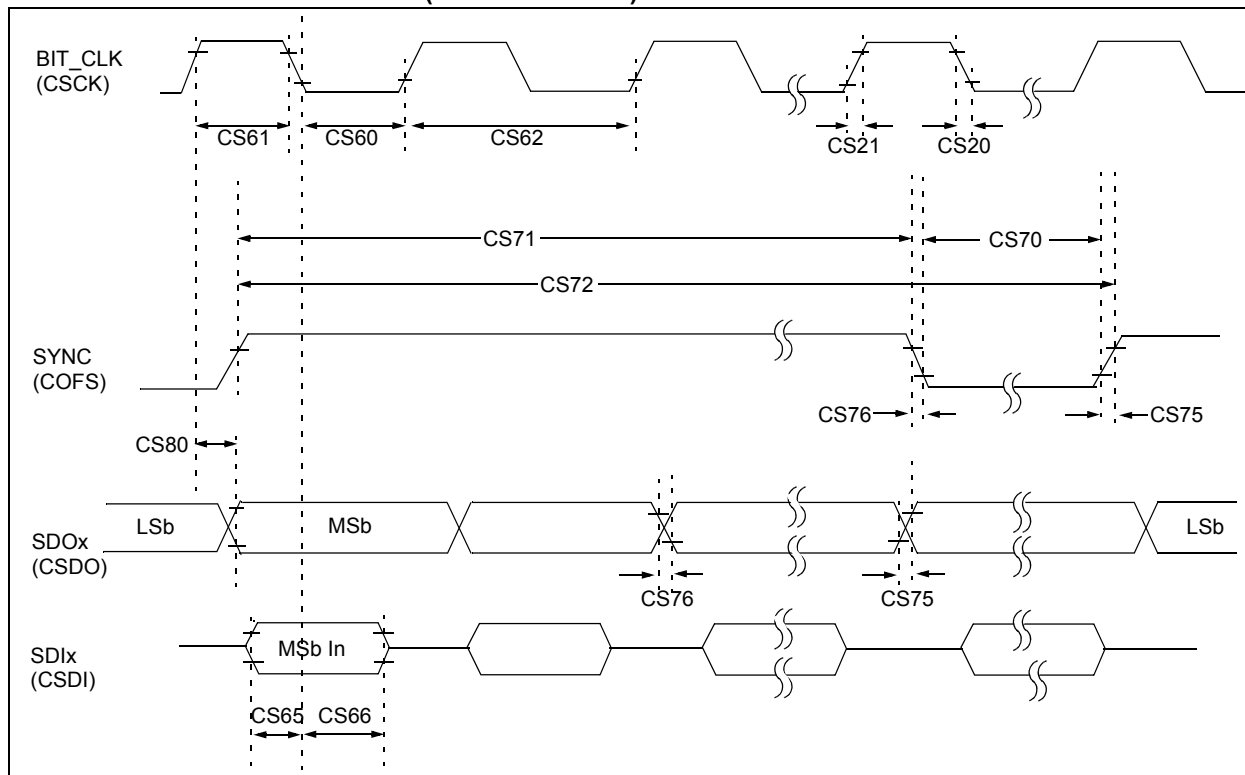 BIT_CLK
(CSCK)
CS61
CS60
CS62
CS21
CS20
CS71
CS70
CS72
SYNC
(COFS)
CS76
CS75
CS80
LSb
MSb
LSb
SDOx
(CSDO)
CS76
CS75
MSb In
SDIx
(CSDI)
CS65
CS66